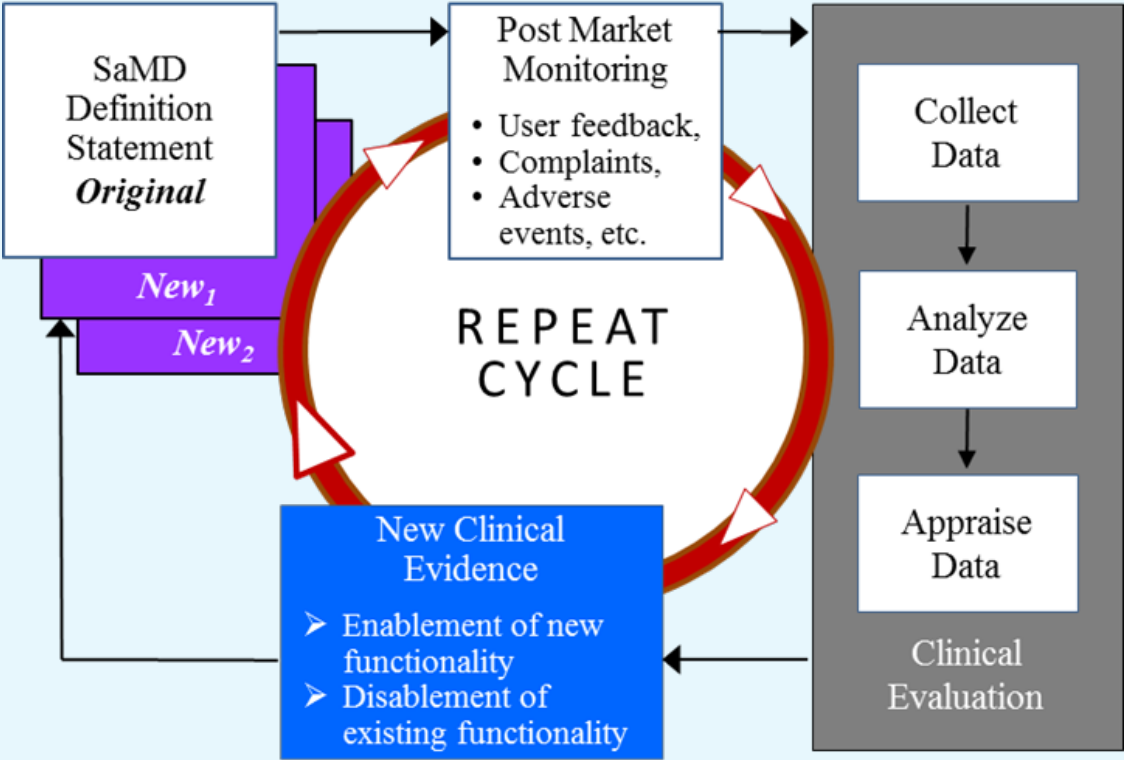 SaMD
Definition
Statement
Original
New1
New2
Post Market
Monitoring
• User feedback,
• Complaints,
• Adverse
events, etc.
REPEAT
CYCLE
Collect
Data
Analyze
Data
Appraise
Data
Clinical
Evaluation
New Clinical
Evidence
➢ Enablement of new
functionality
➢ Disablement of
existing functionality